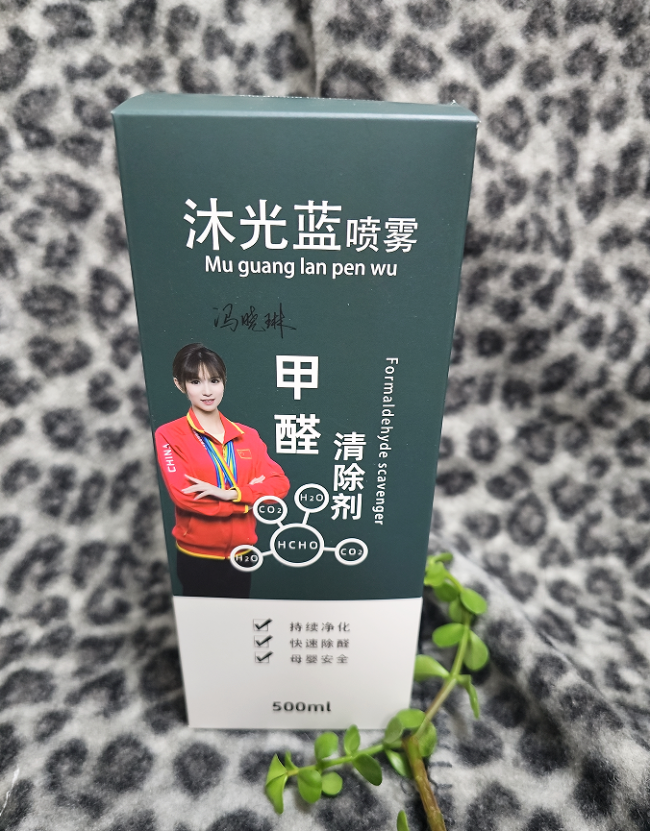 沐光蓝喷雾
Mu guang lan pen wu
冯晓琳
甲醛
清除剂
Formaldehyde scavenger
CHINA
CO2
H2O
HCHO
H2O
CO2
持续净化
快速除醛
母婴安全
500ml